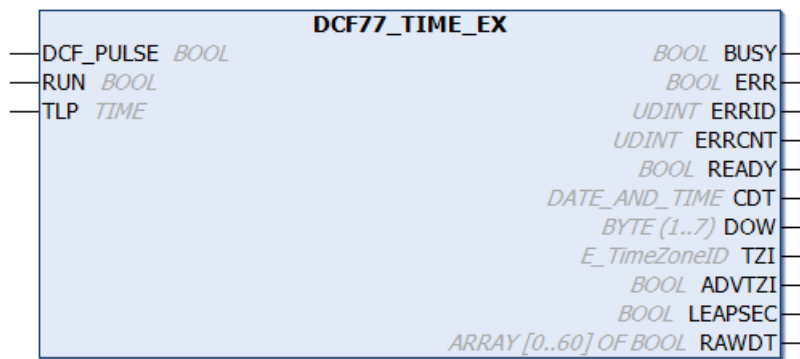 DCF77_TIME_EX
DCF_PULSE BOOL BOOL BUSY
RUN BOOL BOOL ERR
TLP TIME UDINT ERRID
UDINT ERRCNT
BOOL READY
DATE_AND_TIME CDT
BYTE (1..7) DOW
E_TimeZoneID TZI
BOOL ADVTZI
BOOL LEAPSEC
ARRAY [0..60] OF BOOL RAWDT